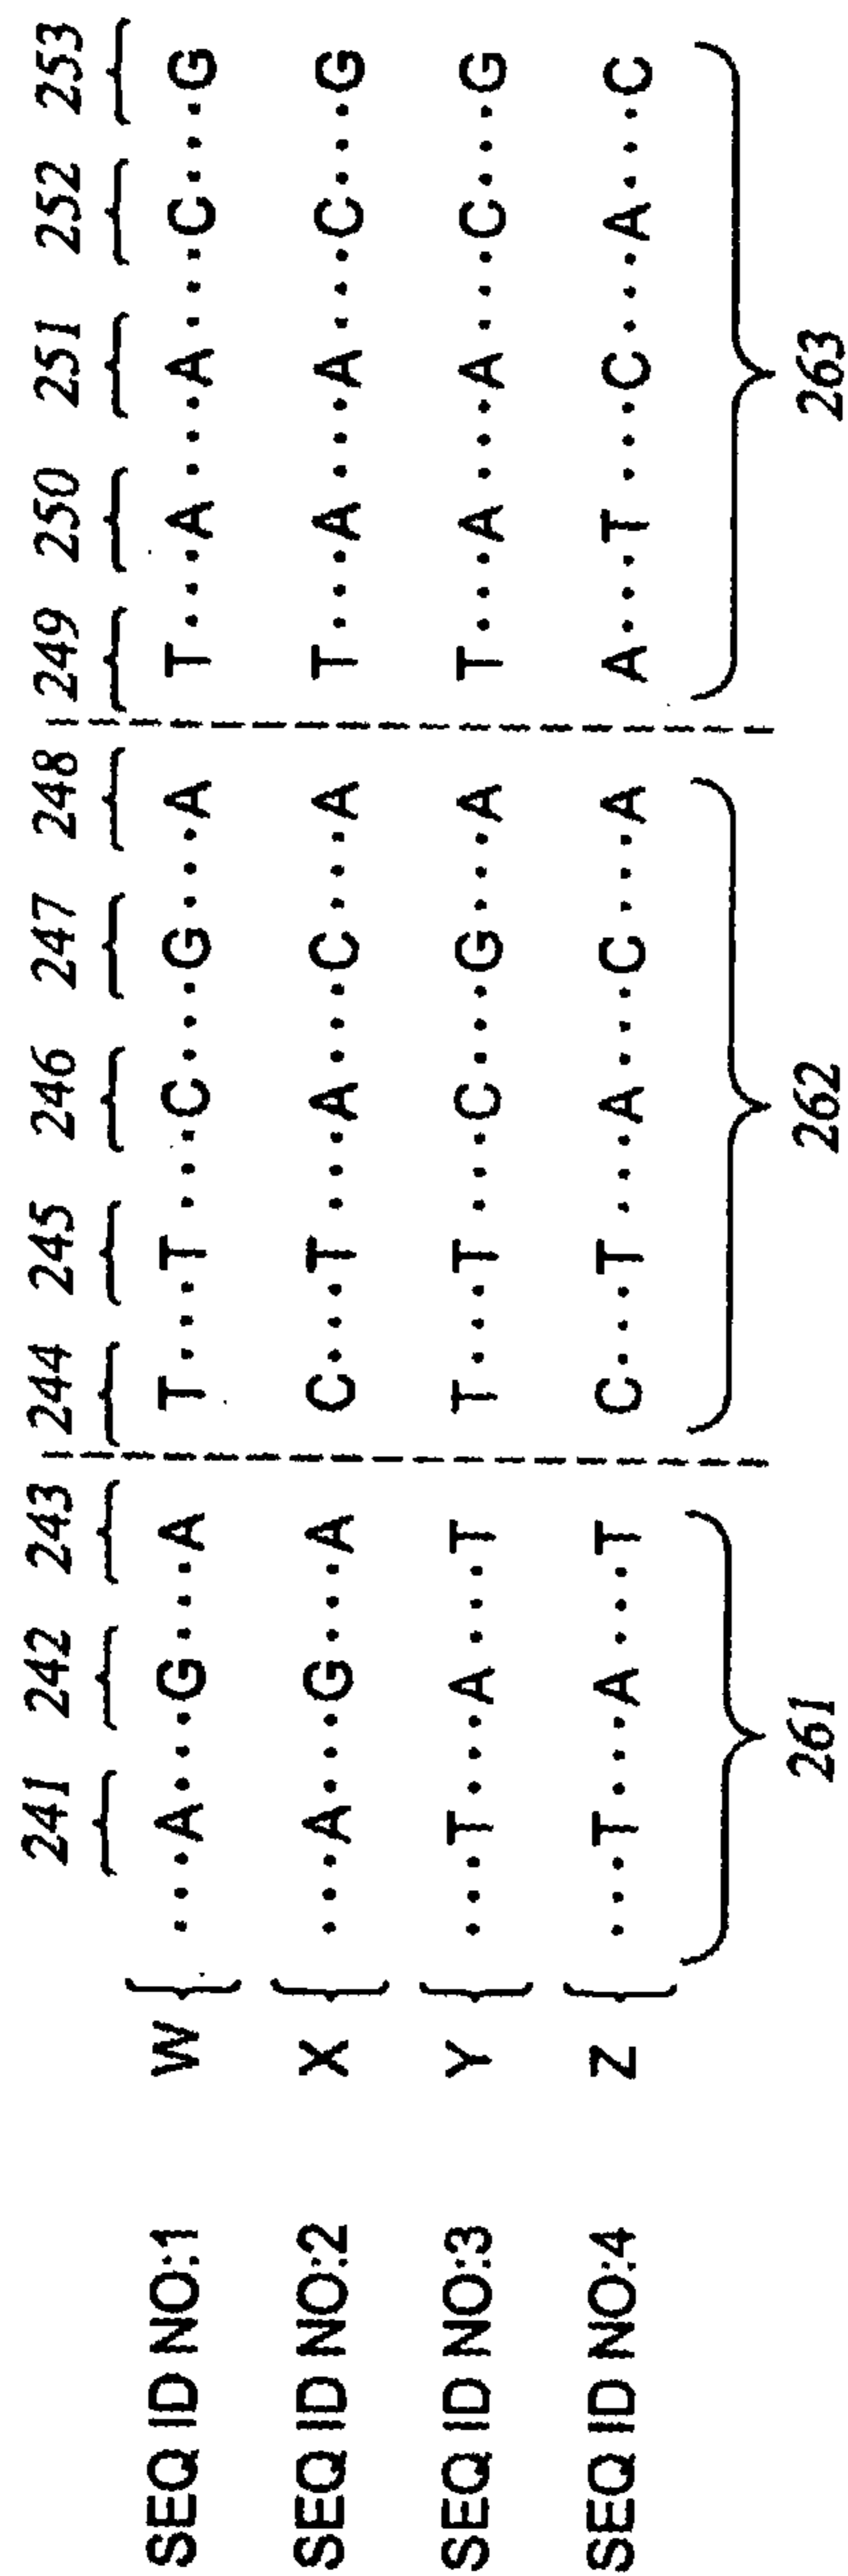 241 242 243 244 245 246 247 248 249 250 251 252 253
SEQ ID NO:1 W { ...A...G...A T...T...C...G...A T...A...A...C...G
SEQ ID NO:2 X { ...A...G...A C...T...A...C...A T...A...A...C...G
SEQ ID NO:3 Y { ...T...A...T T...T...C...G...A T...A...A...C...G
SEQ ID NO:4 Z { ...T...A...T C...T...A...C...A A...T...C...A...C
261 262 263